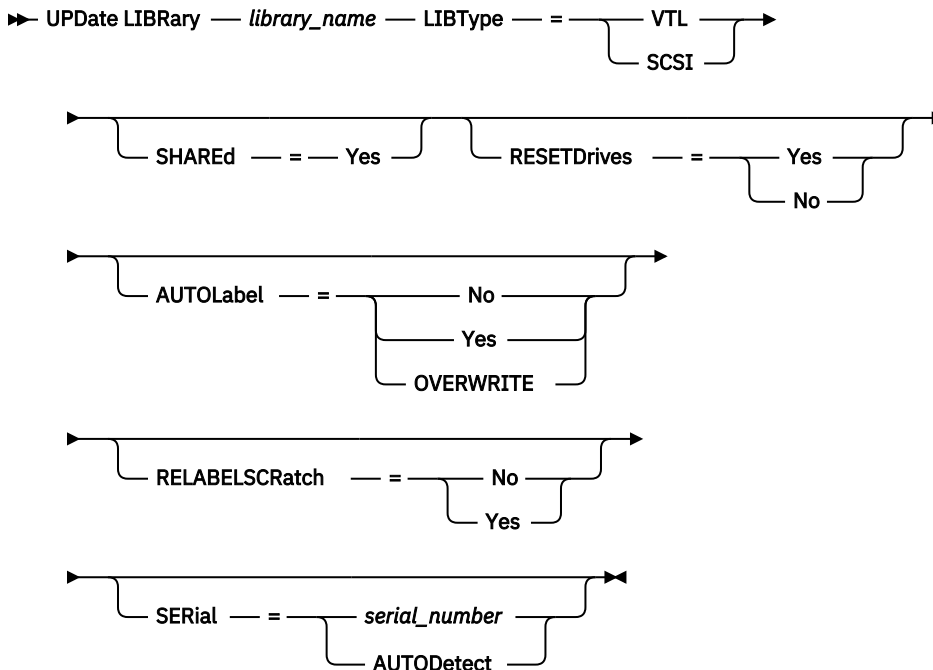 UPDate LIBRary library_name LIBType = VTL
SCSI
SHAREd = Yes RESETDrives = Yes
No
AUTOLabel = No
Yes
OVERWRITE
RELABELSCRatch = No
Yes
SERial = serial_number
AUTODetect